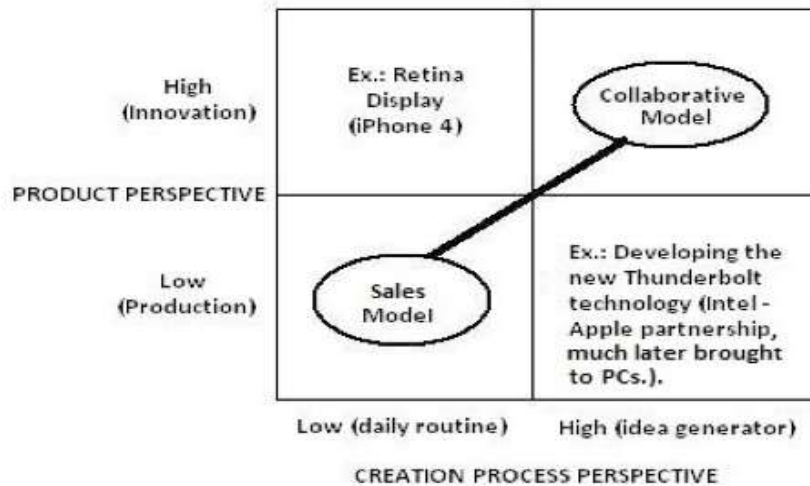 High
(Innovation)
Ex.: Retina
Display
(iPhone 4)
Collaborative
Model
PRODUCT PERSPECTIVE
Low
(Production)
Sales
Model
Ex.: Developing the
new Thunderbolt
technology (Intel -
Apple partnership,
much later brought
to PCs.).
Low (daily routine)
High (idea generator)
CREATION PROCESS PERSPECTIVE